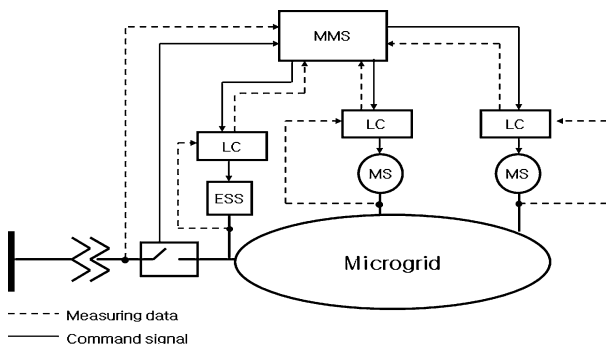 MMS
LC
LC
LC
MS
MS
ESS
Microgrid
Measuring data
Command signal